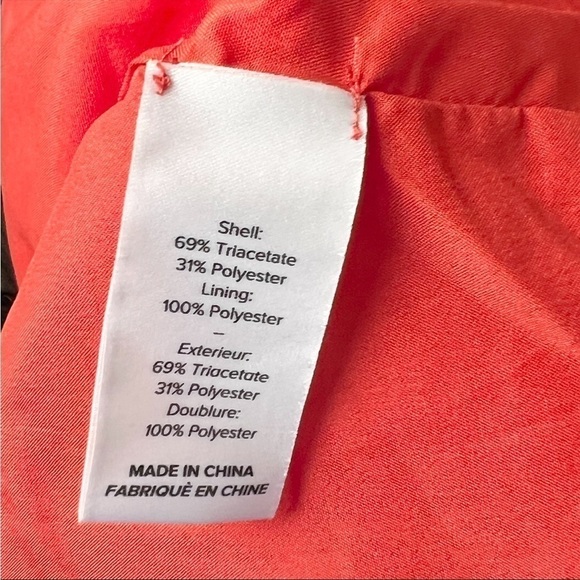 Shell:
69% Triacetate
31% Polyester
Lining:
100% Polyester
–
Exterieur:
69% Triacetate
31% Polyester
Doublure:
100% Polyester
MADE IN CHINA
FABRIQUÈ EN CHINE